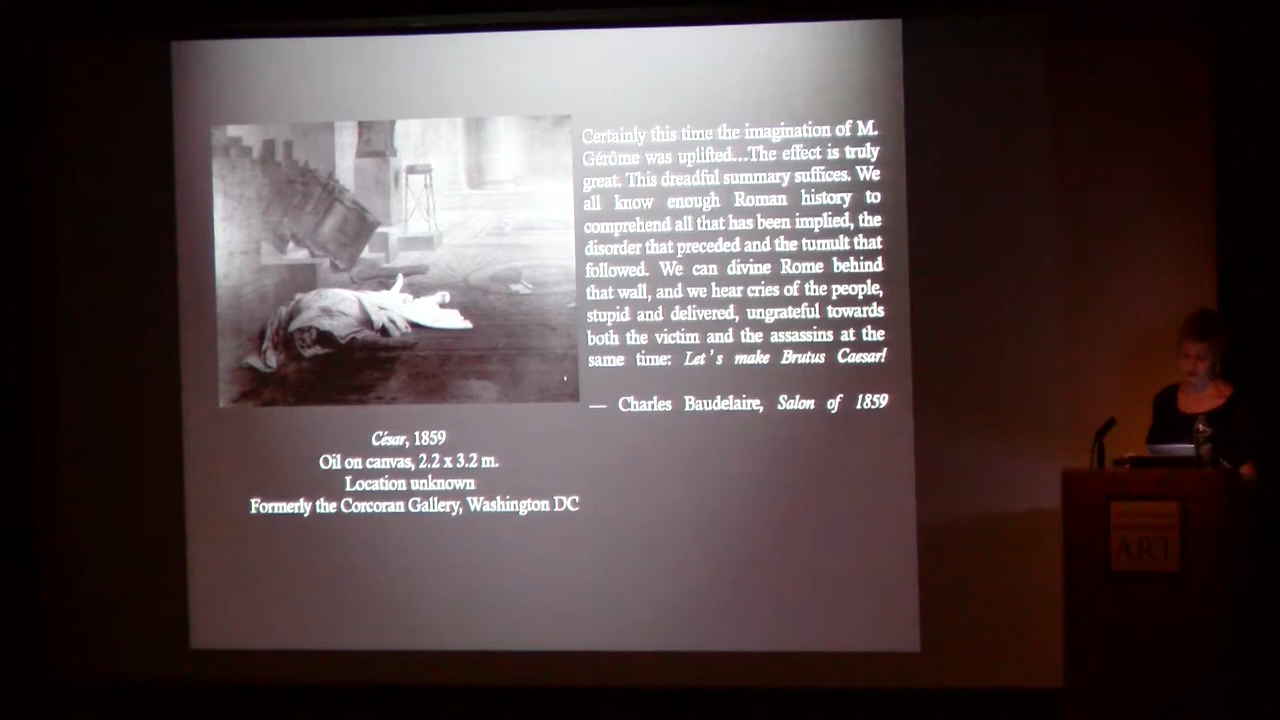 Certainly this time the imagination of M.
Gérôme was uplifted...The effect is truly
great. This dreadful summary suffices. We
all know enough Roman history to
comprehend all that has been implied, the
disorder that preceded and the tumult that
followed. We can divine Rome behind
that wall, and we hear cries of the people,
stupid and delivered, ungrateful towards
both the victim and the assassins at the
same time: Let's make Brutus Caesar!
— Charles Baudelaire, Salon of 1859
César, 1859
Oil on canvas, 2.2 x 3.2 m.
Location unknown
Formerly the Corcoran Gallery, Washington DC
ART